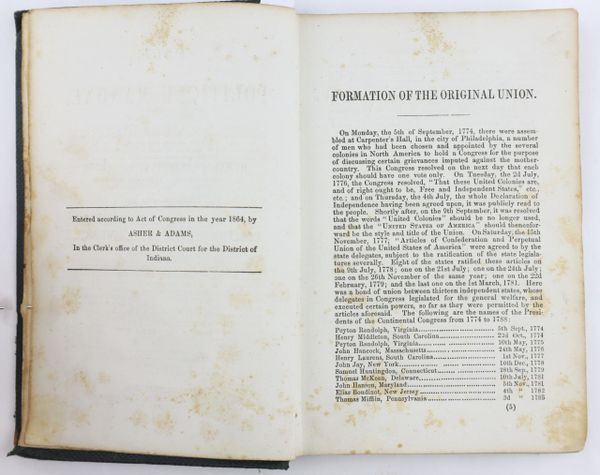 Entered according to Act of Congress in the year 1864, by
ASHER & ADAMS,
In the Clerk's office of the District Court for the District of
Indiana.
FORMATION OF THE ORIGINAL UNION.
On Monday, the 5th of September, 1774, there were assem-
bled at Carpenter's Hall, in the city of Philadelphia, a number
of men who had been chosen and appointed by the several
colonies in North America to hold a Congress for the purpose
of discussing certain grievances imputed against the mother-
country. This Congress resolved on the next day that each
colony should have one vote only. On Tuesday, the 2d July,
1776, the Congress resolved, "That these United Colonies are,
and of right ought to be, Free and Independent States," etc.,
etc.; and on Thursday, the 4th July, the whole Declaration of
Independence having been agreed upon, it was publicly read to
the people. Shortly after, on the 9th September, it was resolved
that the words "United Colonies" should be no longer used,
and that the "UNITED STATES OF AMERICA" should thencefor-
ward be the style and title of the Union. On Saturday, the 15th
November, 1777, "Articles of Confederation and Perpetual
Union of the United States of America" were agreed to by the
state delegates, subject to the ratification of the state legisla-
tures severally. Eight of the states ratified these articles on
the 9th July, 1778; one on the 21st July; one on the 24th July;
one on the 26th November of the same year; one on the 22d
February, 1779; and the last one on the 1st March, 1781. Here
was a bond of union between thirteen independent states, whose
delegates in Congress legislated for the general welfare, and
executed certain powers, so far as they were permitted by the
articles aforesaid. The following are the names of the Presi-
dents of the Continental Congress from 1774 to 1788:
Peyton Randolph, Virginia 5th Sept., 1774
Henry Middleton, South Carolina 22d Oct., 1774
Peyton Randolph, Virginia 10th May, 1775
John Hancock, Massachusetts 24th May, 1776
Henry Laurens, South Carolina 1st Nov., 1777
John Jay, New York 10th Dec., 1778
Samuel Huntingdon, Connecticut 28th Sep., 1779
Thomas McKean, Delaware 10th July, 1781
John Hanson, Maryland 5th Nov., 1781
Elias Boudinot, New Jersey 4th " 1782
Thomas Mifflin, Pennsylvania 3d " 1783
(5)